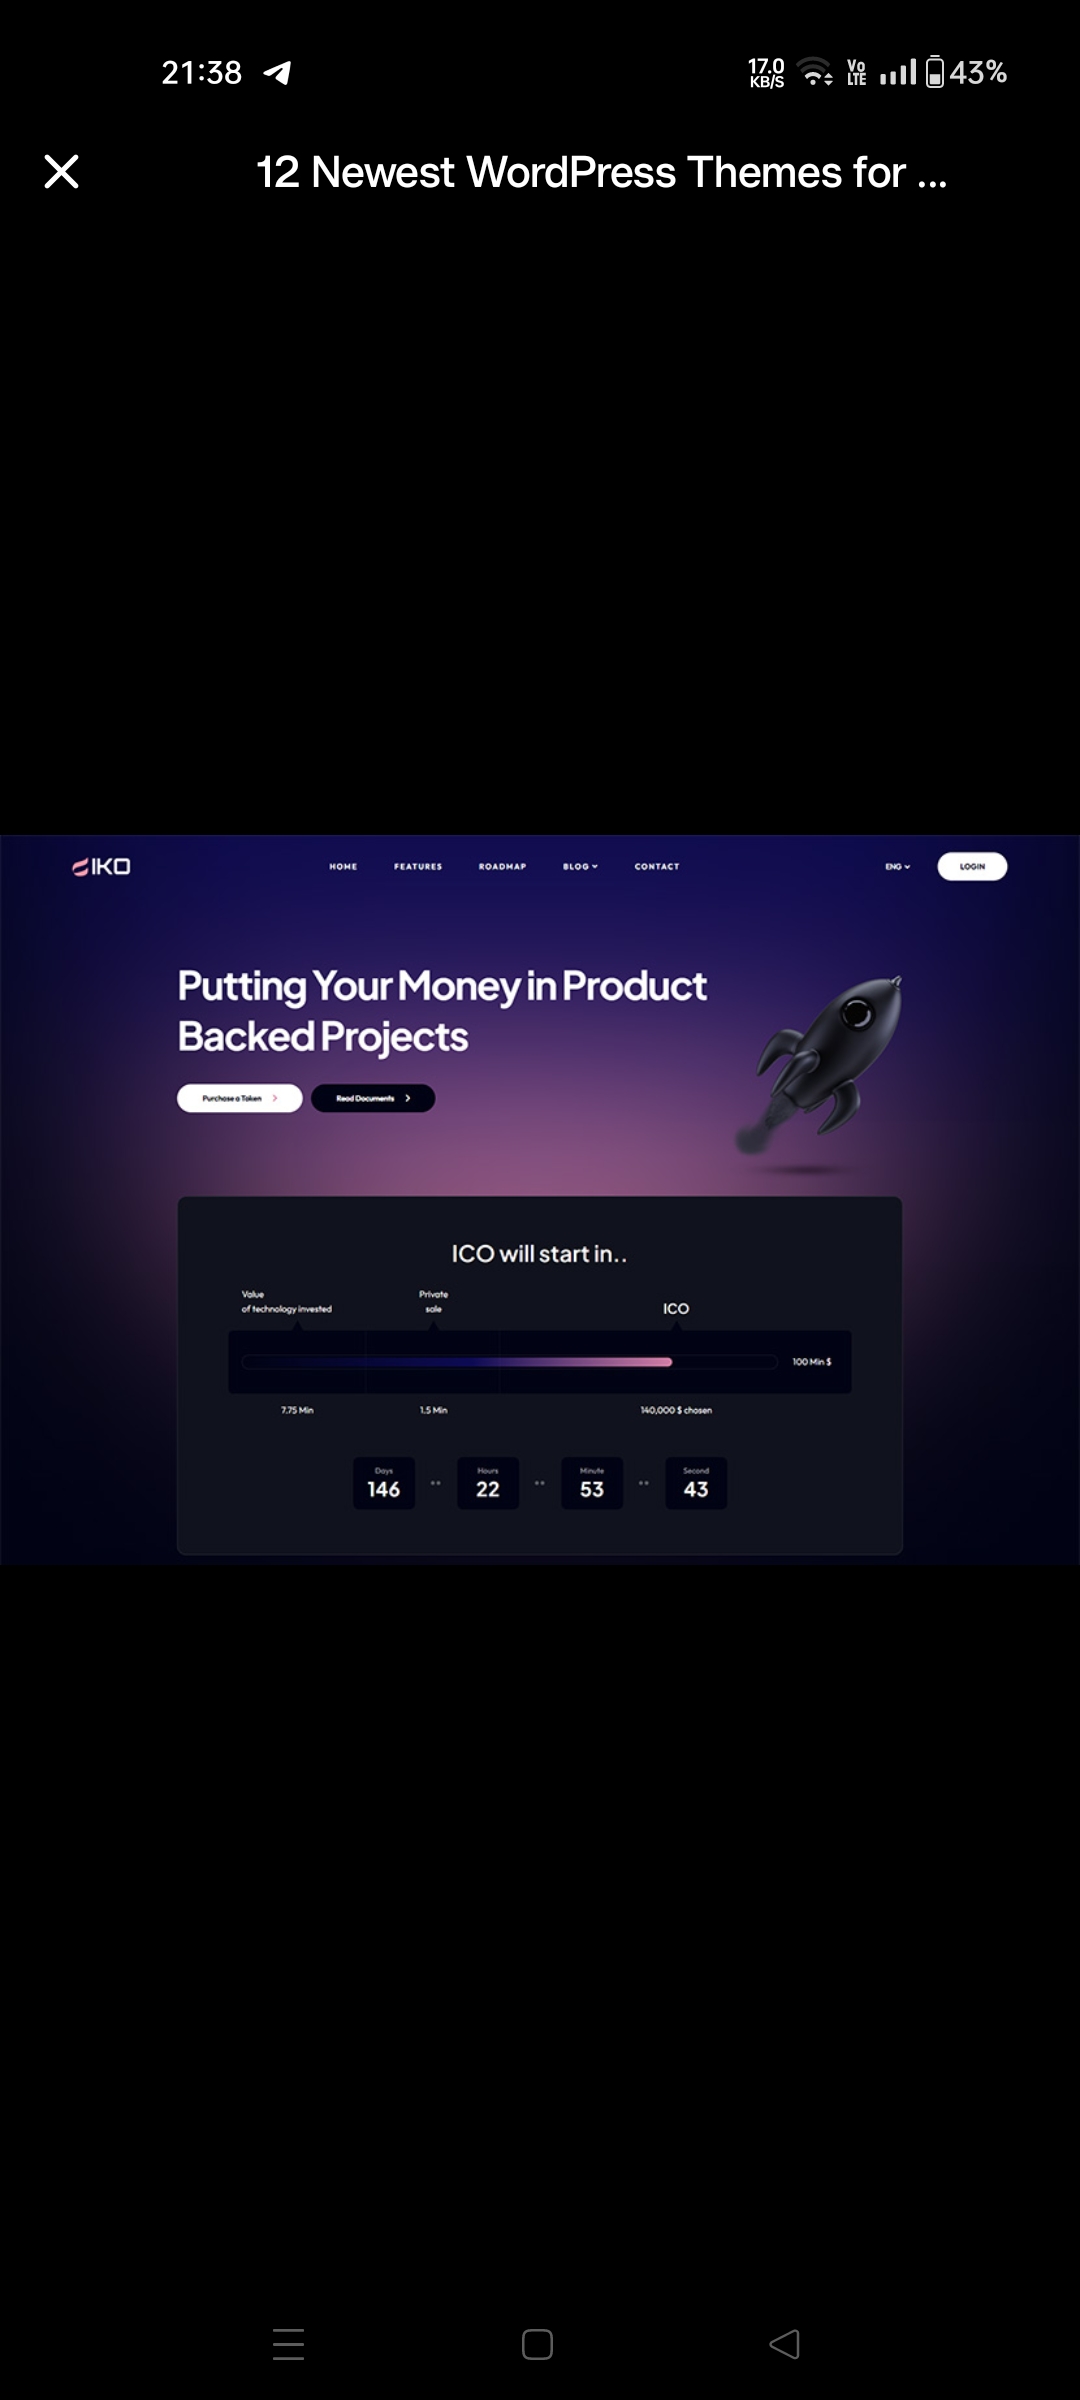 21:38
17.0
KB/S
Vo
LTE
43%
12 Newest WordPress Themes for ...
IKO
HOME FEATURES ROADMAP BLOG CONTACT ENG LOGIN
Putting Your Money in Product
Backed Projects
Purchase a Token Read Documents
ICO will start in..
Value
of technology invested
Private
sale
ICO
100 Min $
7.75 Min 1.5 Min 140,000 $ chosen
Days Hours Minute Second
146 22 53 43